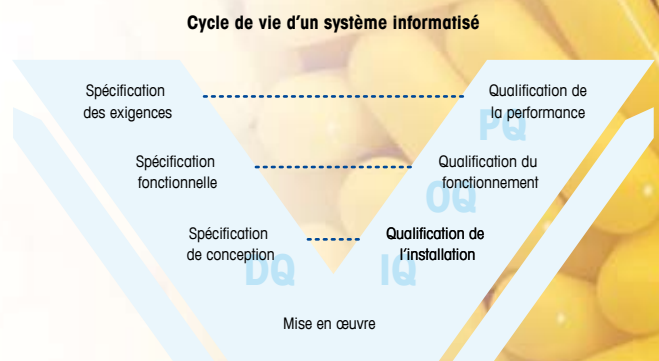 Cycle de vie d'un système informatisé
Spécification
des exigences
Qualification de
la performance
PQ
Spécification
fonctionnelle
Qualification du
fonctionnement
OQ
Spécification
de conception
DQ
Qualification de
l'installation
IQ
Mise en œuvre